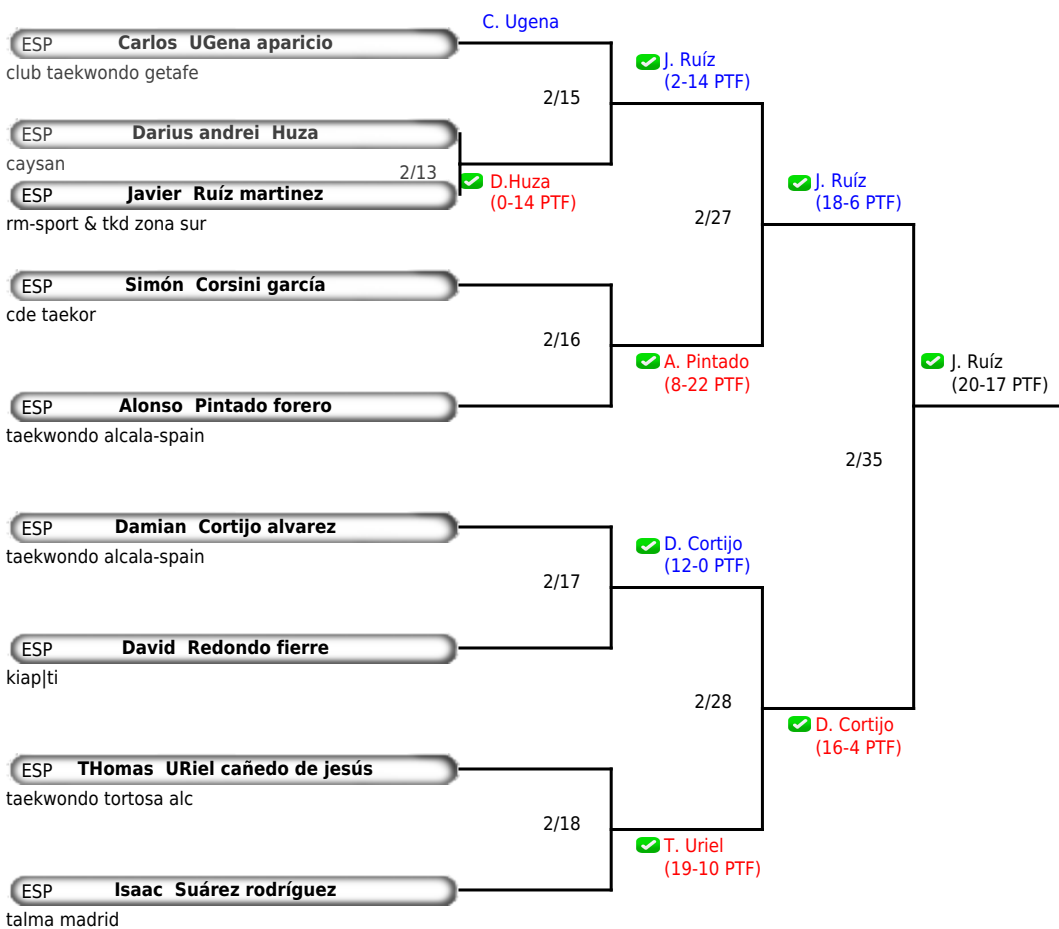 C. Ugena
ESP Carlos UGena aparicio
club taekwondo getafe
J. Ruíz
(2-14 PTF)
2/15
ESP Darius andrei Huza
caysan
2/13
D.Huza
(0-14 PTF)
ESP Javier Ruíz martinez
rm-sport & tkd zona sur
J. Ruíz
(18-6 PTF)
2/27
ESP Simón Corsini garcía
cde taekor
2/16
A. Pintado
(8-22 PTF)
J. Ruíz
(20-17 PTF)
ESP Alonso Pintado forero
taekwondo alcala-spain
2/35
ESP Damian Cortijo alvarez
taekwondo alcala-spain
D. Cortijo
(12-0 PTF)
2/17
ESP David Redondo fierre
kiap|ti
2/28
D. Cortijo
(16-4 PTF)
ESP THomas URiel cañedo de jesús
taekwondo tortosa alc
2/18
T. Uriel
(19-10 PTF)
ESP Isaac Suárez rodríguez
talma madrid